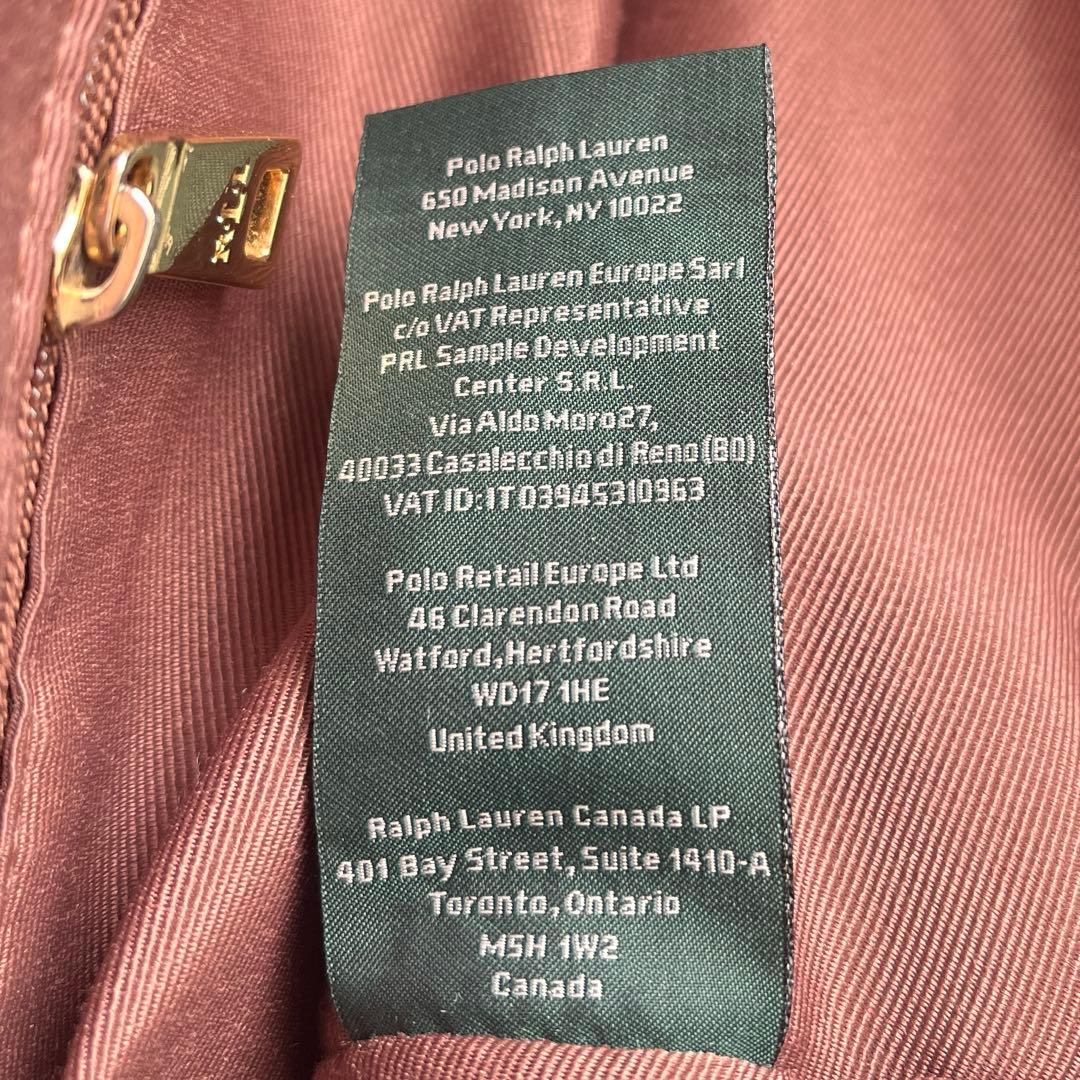 Polo Ralph Lauren
650 Madison Avenue
New York, NY 10022
Polo Ralph Lauren Europe Sarl
c/o VAT Representative
PRL Sample Development
Center S.R.L.
Via Aldo Moro 27,
40033 Casalecchio di Reno (BO)
VAT ID: IT 03945310963
Polo Retail Europe Ltd
46 Clarendon Road
Watford, Hertfordshire
WD17 1HE
United Kingdom
Ralph Lauren Canada LP
401 Bay Street, Suite 1410-A
Toronto, Ontario
M5H 1W2
Canada